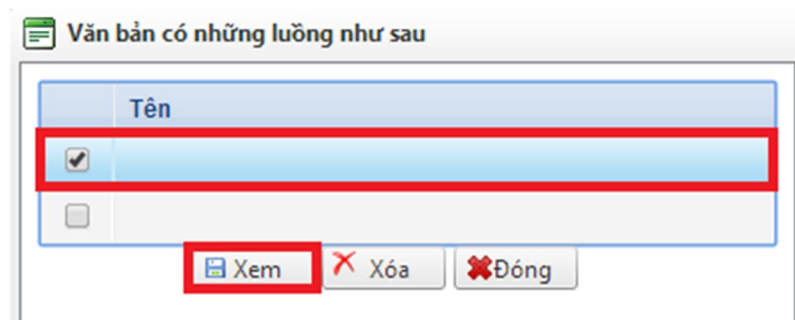 Văn bản có những luồng như sau
Tên
Xem Xóa Đóng